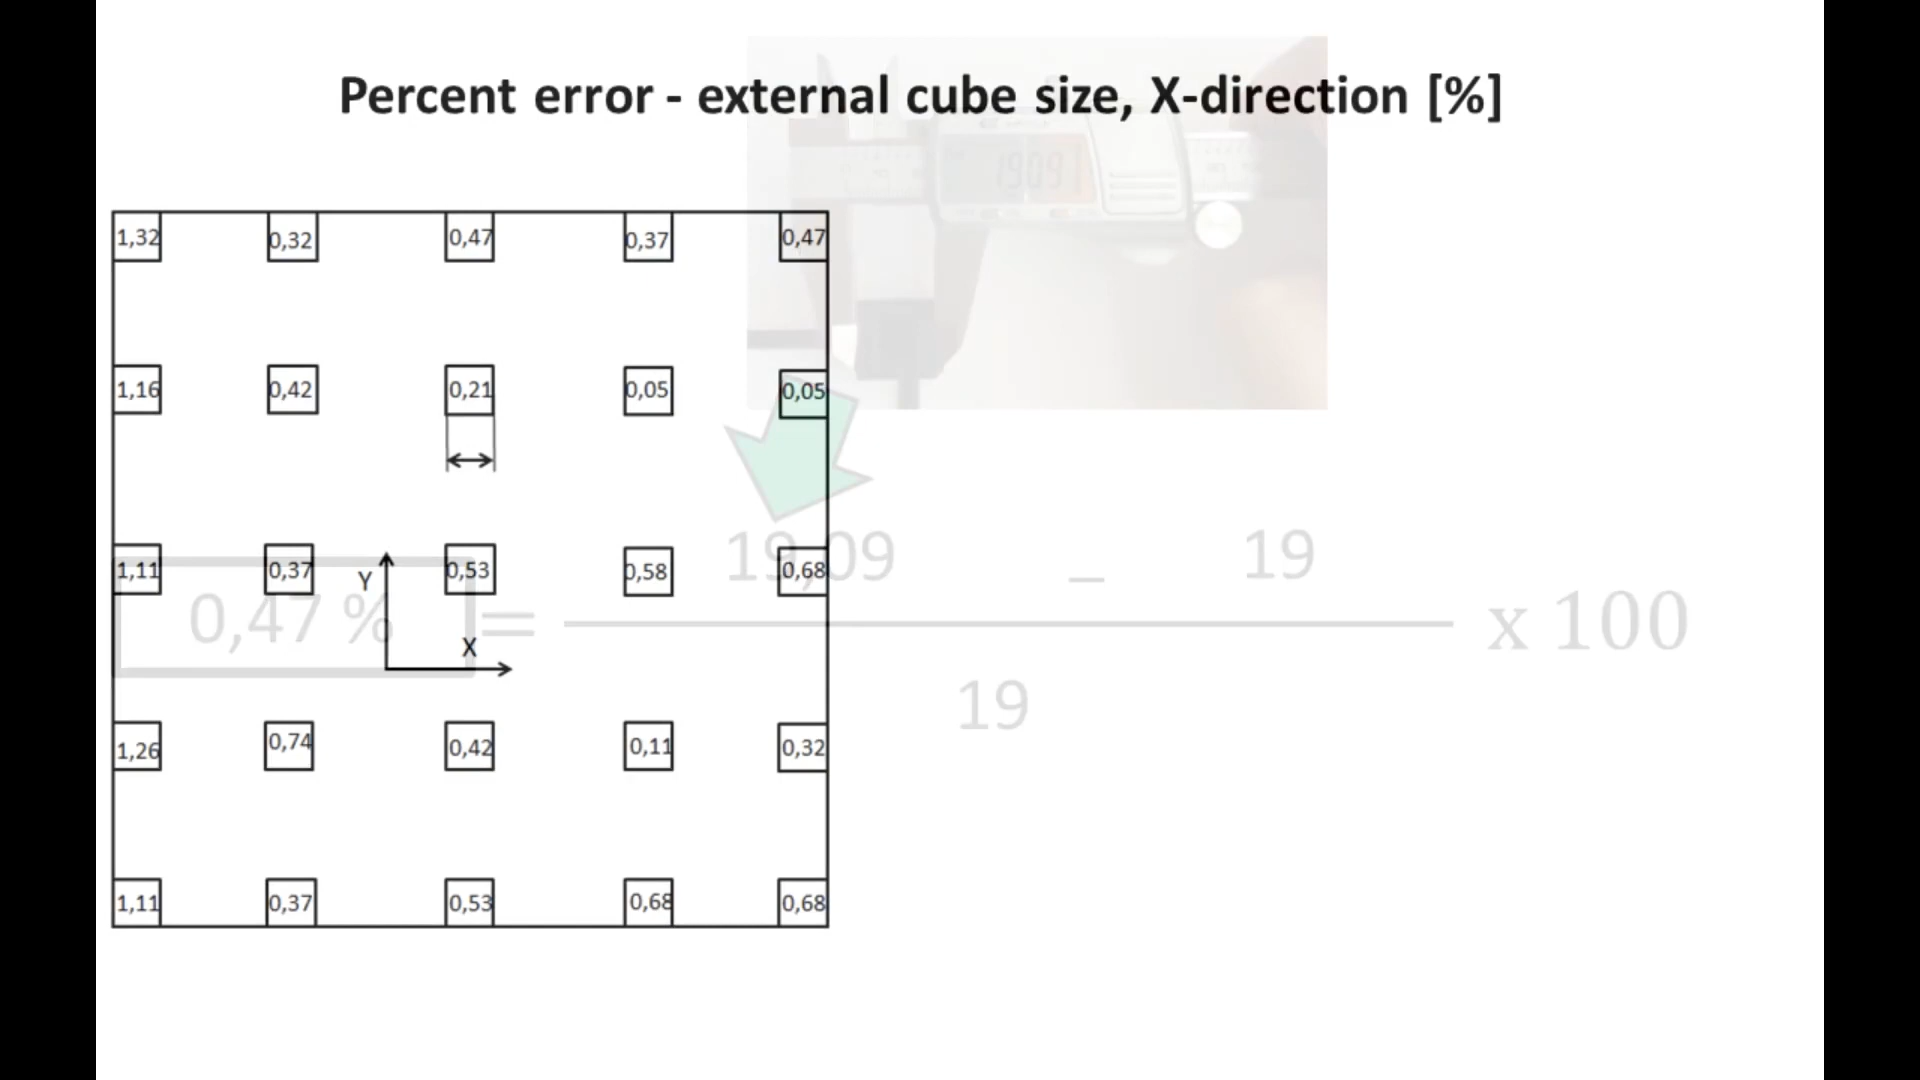 Percent error - external cube size, X-direction [%]
1909
1,32 0,32 0,47 0,37 0,47
1,16 0,42 0,21 0,05 0,05
19,09 – 19
1,11 0,37 Y 0,53 0,58 0,68
0,47 % = x 100
X
19
1,26 0,74 0,42 0,11 0,32
1,11 0,37 0,53 0,68 0,68